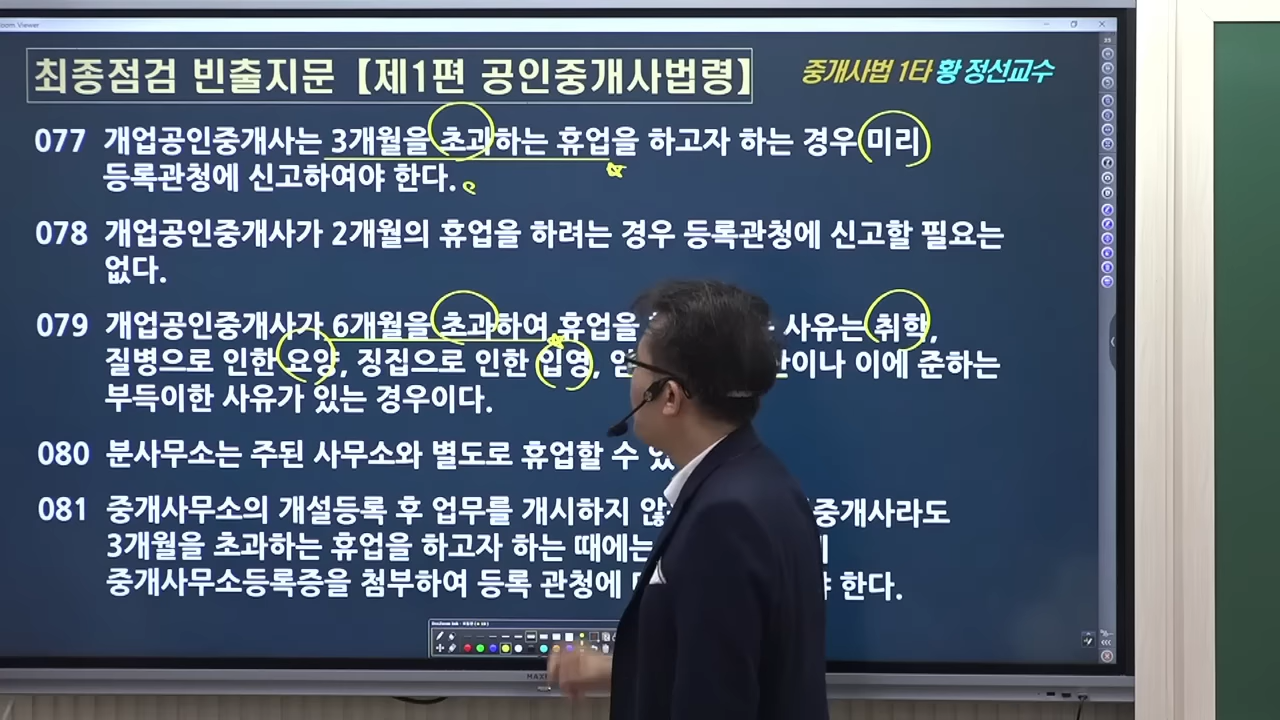 최종점검 빈출지문【제1편 공인중개사법령】
중개사법 1타 황 정선교수
077 개업공인중개사는 3개월을 초과하는 휴업을 하고자 하는 경우 미리
등록관청에 신고하여야 한다.
078 개업공인중개사가 2개월의 휴업을 하려는 경우 등록관청에 신고할 필요는
없다.
079 개업공인중개사가 6개월을 초과하여 휴업을 사유는 취학,
질병으로 인한 요양, 징집으로 인한 입영, 이에 준하는
부득이한 사유가 있는 경우이다.
080 분사무소는 주된 사무소와 별도로 휴업할 수
081 중개사무소의 개설등록 후 업무를 개시하지 중개사라도
3개월을 초과하는 휴업을 하고자 하는 때에는
중개사무소등록증을 첨부하여 등록 관청에 한다.